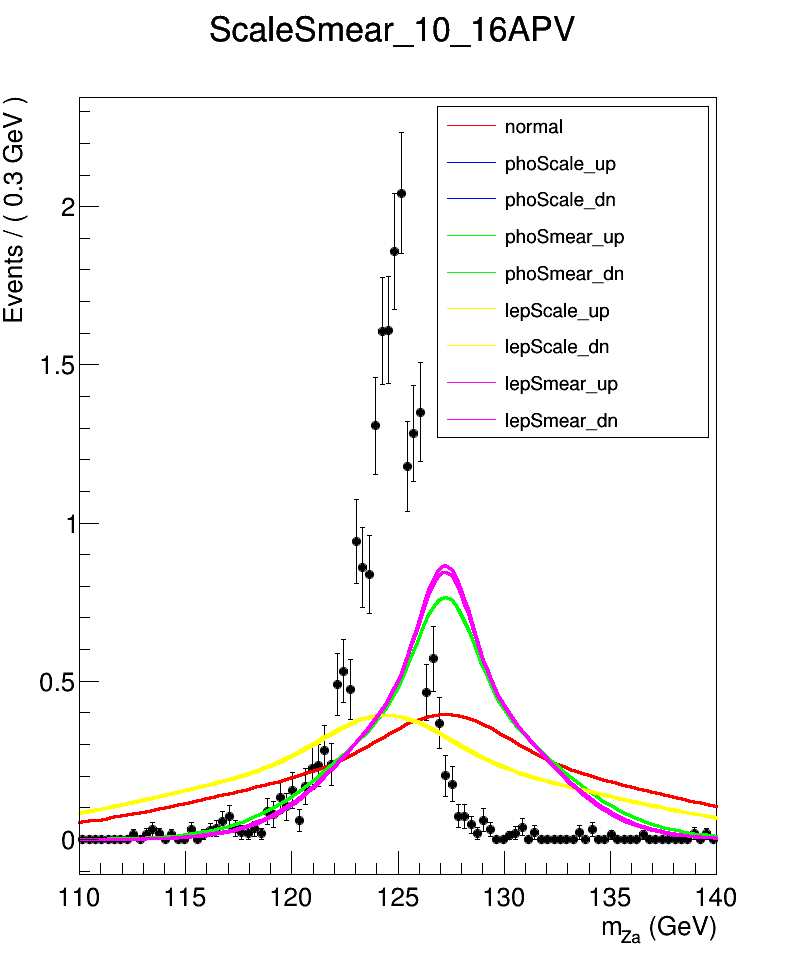 ScaleSmear_10_16APV
Events / ( 0.3 GeV )
2
1.5
1
0.5
0
normal
phoScale_up
phoScale_dn
phoSmear_up
phoSmear_dn
lepScale_up
lepScale_dn
lepSmear_up
lepSmear_dn
110 115 120 125 130 135 140
m_Za (GeV)